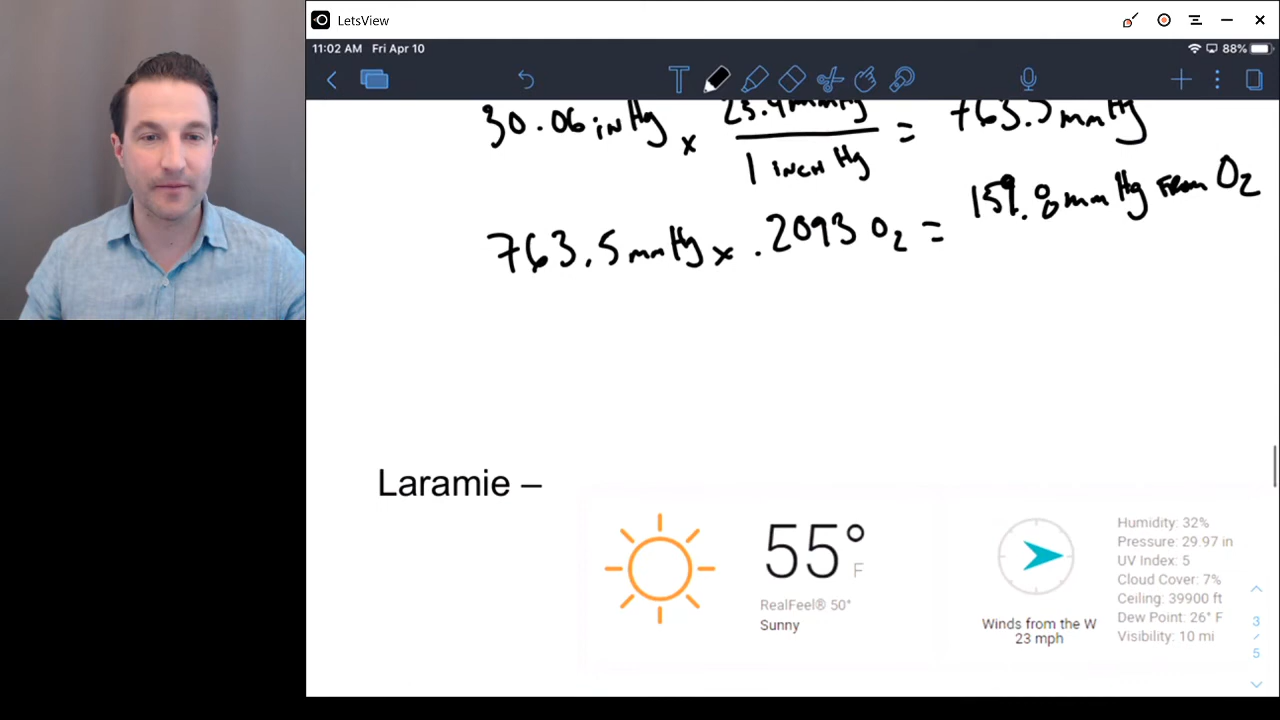 LetsView
11:02 AM Fri Apr 10
88%
T
30.06 inHg x 25.4 mmHg / 1 inch Hg = 763.5 mmHg
763.5 mmHg x .2093 O2 = 159.8 mmHg From O2
Laramie –
55° F
RealFeel® 50°
Sunny
Winds from the W
23 mph
Humidity: 32%
Pressure: 29.97 in
UV Index: 5
Cloud Cover: 7%
Ceiling: 39900 ft
Dew Point: 26° F
Visibility: 10 mi
3
/
5